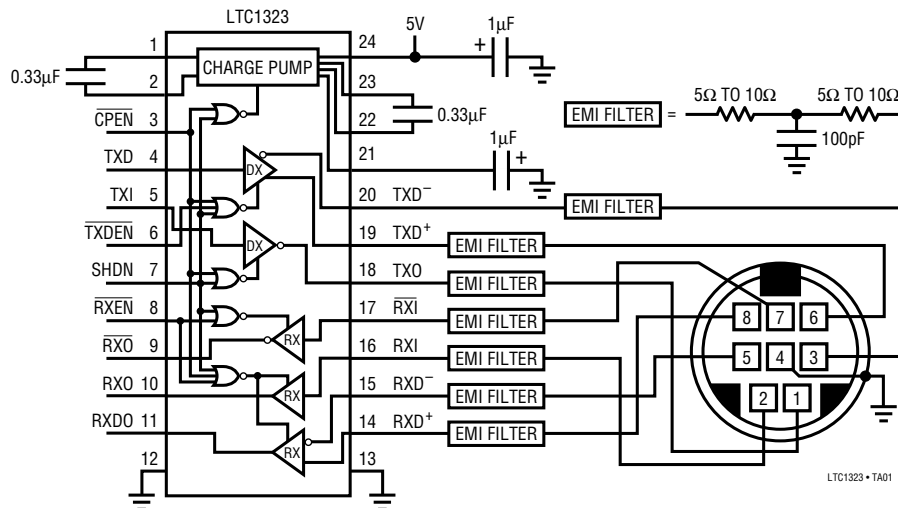 LTC1323
5V
1µF
+
1
24
CHARGE PUMP
0.33µF
2
23
0.33µF
22
CPEN
3
5Ω TO 10Ω
5Ω TO 10Ω
EMI FILTER =
100pF
1µF
+
21
TXD 4
DX
20 TXD–
EMI FILTER
TXI 5
19 TXD+
EMI FILTER
TXDEN
6
DX
18 TXO
EMI FILTER
SHDN 7
17 RXI
EMI FILTER
RXEN 8
RX
16 RXI
EMI FILTER
RXO 9
15 RXD–
EMI FILTER
RXO 10
RX
14 RXD+
EMI FILTER
RXDO 11
RX
12
13
8 7 6
5 4 3
2 1
LTC1323 • TA01